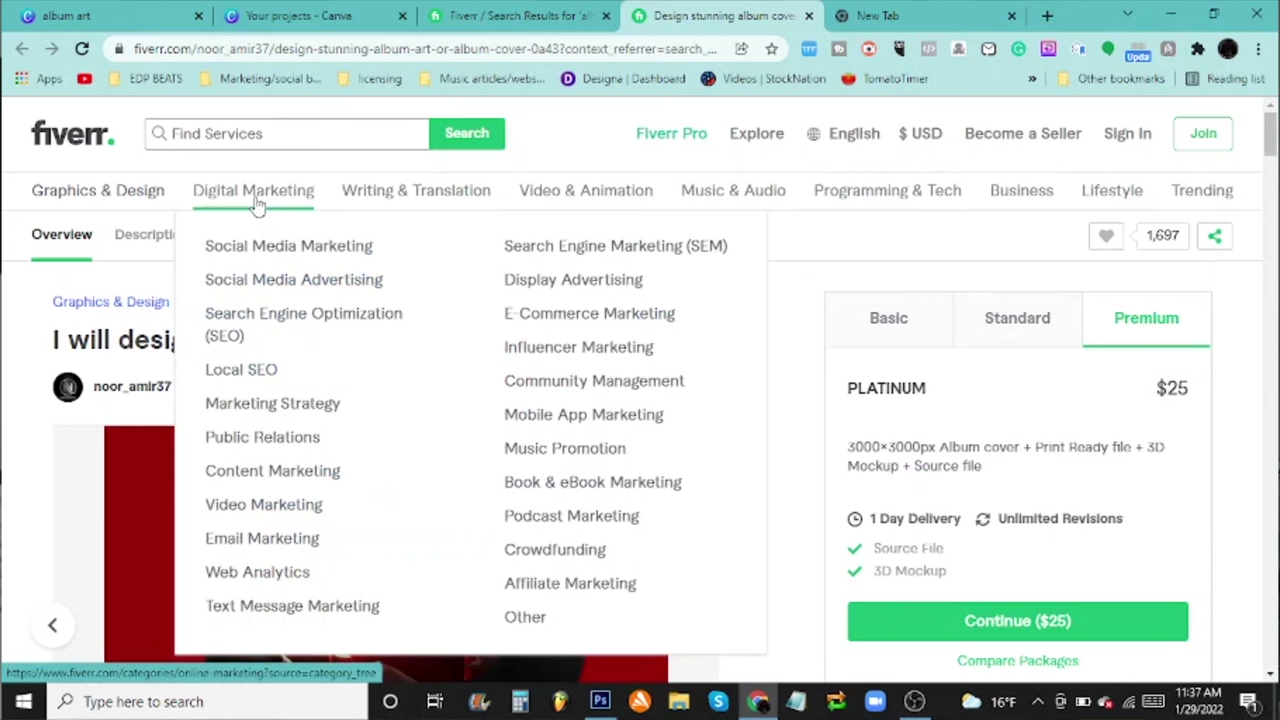 album art
Your projects - Canva
Fiverr / Search Results for 'al
Design stunning album cove
New Tab
fiverr.com/noor_amir37/design-stunning-album-art-or-album-cover-0a43?context_referrer=search_...
Upda
Apps
EDP BEATS
Marketing/social b...
licensing
Music articles/webs...
Designa | Dashboard
Videos | StockNation
TomatoTimer
»
Other bookmarks
Reading list
fiverr.
Find Services
Search
Fiverr Pro
Explore
English
$ USD
Become a Seller
Sign in
Join
Graphics & Design
Digital Marketing
Writing & Translation
Video & Animation
Music & Audio
Programming & Tech
Business
Lifestyle
Trending
Overview
Descripti
1,697
Social Media Marketing
Social Media Advertising
Search Engine Optimization
(SEO)
Local SEO
Marketing Strategy
Public Relations
Content Marketing
Video Marketing
Email Marketing
Web Analytics
Text Message Marketing
Search Engine Marketing (SEM)
Display Advertising
E-Commerce Marketing
Influencer Marketing
Community Management
Mobile App Marketing
Music Promotion
Book & eBook Marketing
Podcast Marketing
Crowdfunding
Affiliate Marketing
Other
Graphics & Design
I will desig
noor_amir37
Basic
Standard
Premium
PLATINUM
$25
3000×3000px Album cover + Print Ready file + 3D
Mockup + Source file
1 Day Delivery
Unlimited Revisions
Source File
3D Mockup
Continue ($25)
Compare Packages
https://www.fiverr.com/categories/online-marketing?source=category_tree
Type here to search
Ps
16°F
11:37 AM
1/29/2022